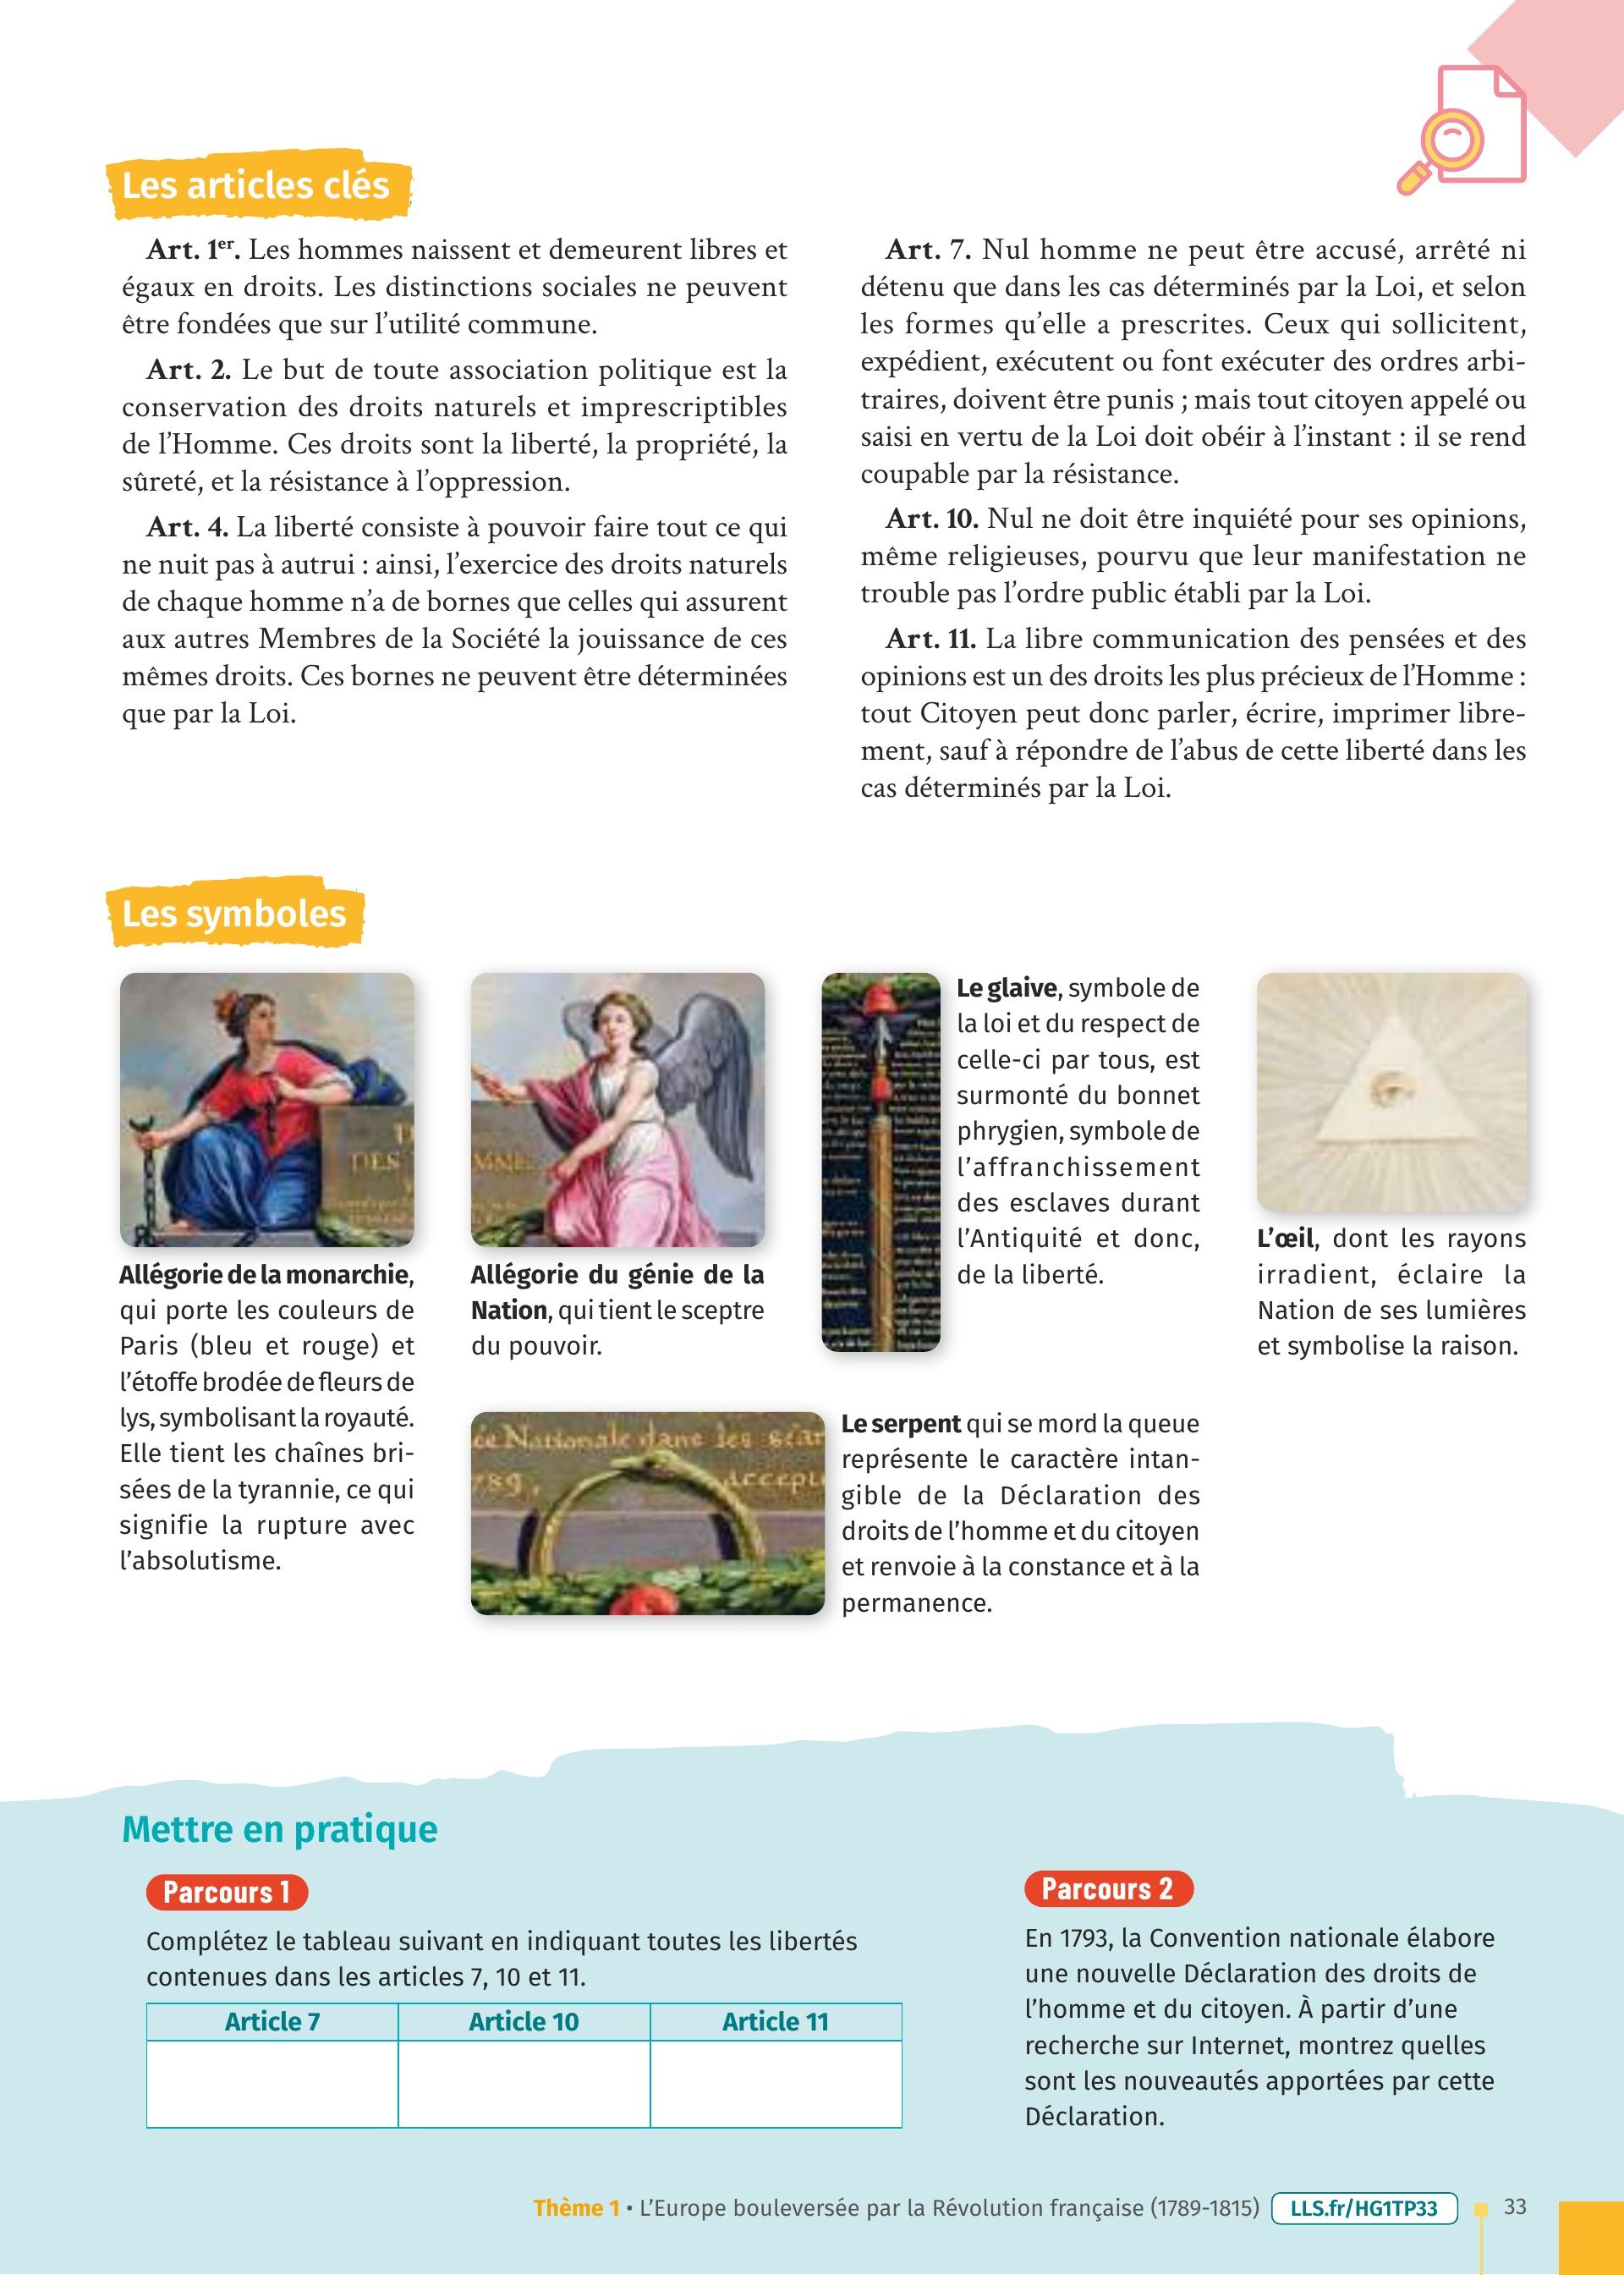 Les articles clés
Art. 1er. Les hommes naissent et demeurent libres et
égaux en droits. Les distinctions sociales ne peuvent
être fondées que sur l’utilité commune.
Art. 2. Le but de toute association politique est la
conservation des droits naturels et imprescriptibles
de l’Homme. Ces droits sont la liberté, la propriété, la
sûreté, et la résistance à l’oppression.
Art. 4. La liberté consiste à pouvoir faire tout ce qui
ne nuit pas à autrui : ainsi, l’exercice des droits naturels
de chaque homme n’a de bornes que celles qui assurent
aux autres Membres de la Société la jouissance de ces
mêmes droits. Ces bornes ne peuvent être déterminées
que par la Loi.
Art. 7. Nul homme ne peut être accusé, arrêté ni
détenu que dans les cas déterminés par la Loi, et selon
les formes qu’elle a prescrites. Ceux qui sollicitent,
expédient, exécutent ou font exécuter des ordres arbi-
traires, doivent être punis ; mais tout citoyen appelé ou
saisi en vertu de la Loi doit obéir à l’instant : il se rend
coupable par la résistance.
Art. 10. Nul ne doit être inquiété pour ses opinions,
même religieuses, pourvu que leur manifestation ne
trouble pas l’ordre public établi par la Loi.
Art. 11. La libre communication des pensées et des
opinions est un des droits les plus précieux de l’Homme :
tout Citoyen peut donc parler, écrire, imprimer libre-
ment, sauf à répondre de l’abus de cette liberté dans les
cas déterminés par la Loi.
Les symboles
DES
Allégorie de la monarchie,
qui porte les couleurs de
Paris (bleu et rouge) et
l’étoffe brodée de fleurs de
lys, symbolisant la royauté.
Elle tient les chaînes bri-
sées de la tyrannie, ce qui
signifie la rupture avec
l’absolutisme.
Allégorie du génie de la
Nation, qui tient le sceptre
du pouvoir.
Le glaive, symbole de
la loi et du respect de
celle-ci par tous, est
surmonté du bonnet
phrygien, symbole de
l’affranchissement
des esclaves durant
l’Antiquité et donc,
de la liberté.
L’œil, dont les rayons
irradient, éclaire la
Nation de ses lumières
et symbolise la raison.
Nationale dans les
789,
Le serpent qui se mord la queue
représente le caractère intan-
gible de la Déclaration des
droits de l’homme et du citoyen
et renvoie à la constance et à la
permanence.
Mettre en pratique
Parcours 1
Complétez le tableau suivant en indiquant toutes les libertés
contenues dans les articles 7, 10 et 11.
Article 7 Article 10 Article 11
Parcours 2
En 1793, la Convention nationale élabore
une nouvelle Déclaration des droits de
l’homme et du citoyen. À partir d’une
recherche sur Internet, montrez quelles
sont les nouveautés apportées par cette
Déclaration.
Thème 1 • L’Europe bouleversée par la Révolution française (1789-1815) LLS.fr/HG1TP33 33